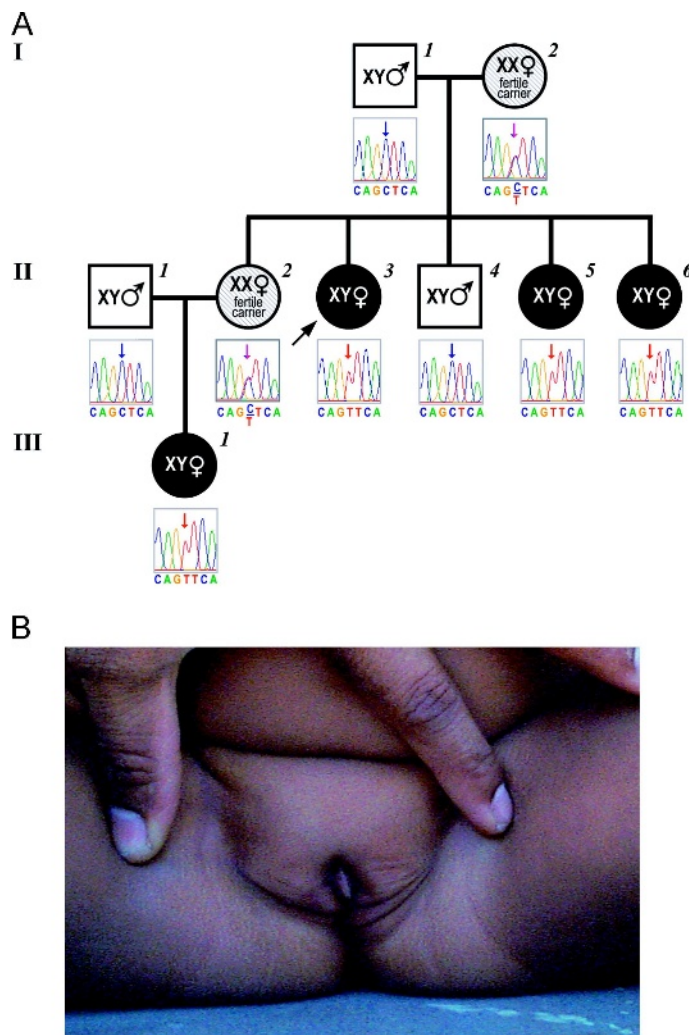 A
I
XY♂ 1
XX♀ 2
fertile
carrier
CAGCTCA
CAGCTCA
T
II
XY♂ 1
XX♀ 2
fertile
carrier
XY♀ 3
XY♂ 4
XY♀ 5
XY♀ 6
CAGCTCA
CAGCTCA
T
CAGTTCA
CAGCTCA
CAGTTCA
CAGTTCA
III
XY♀ 1
CAGTTCA
B